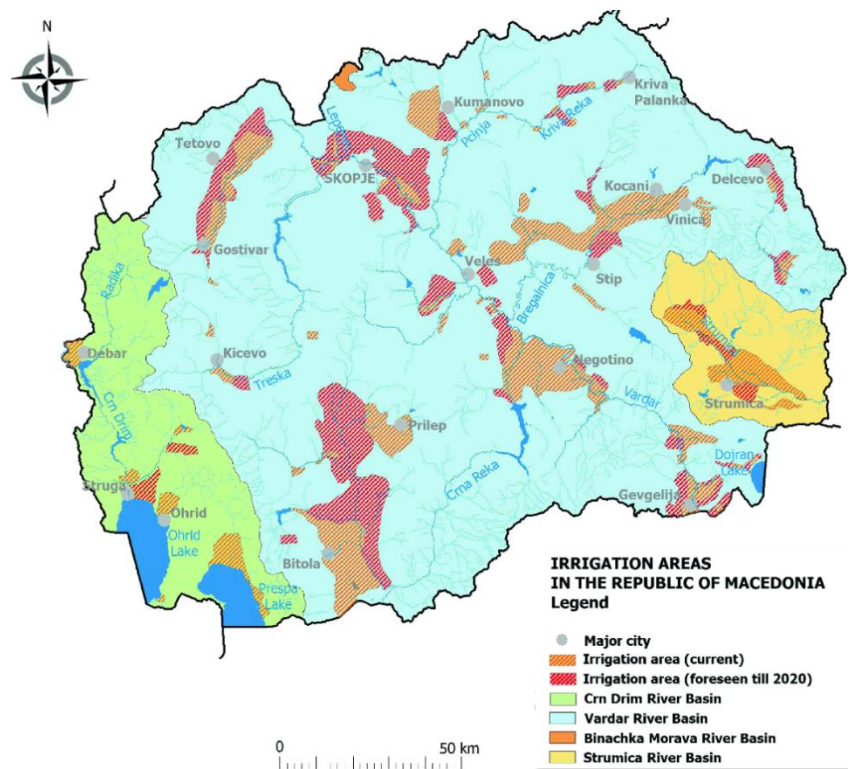 N
Kumanovo
Kriva
Palanka
Lepenec
Pcinja
Kriva Reka
Tetovo
SKOPJE
Delcevo
Kocani
Vinica
Gostivar
Radika
Veles
Stip
Bregalnica
Strumica
Debar
Kicevo
Treska
Negotino
Vardar
Strumica
Crn Drim
Prilep
Crna Reka
Dojran
Lake
Struga
Gevgelija
Ohrid
Ohrid
Lake
Bitola
Prespa
Lake
IRRIGATION AREAS
IN THE REPUBLIC OF MACEDONIA
Legend
Major city
Irrigation area (current)
Irrigation area (foreseen till 2020)
Crn Drim River Basin
Vardar River Basin
Binachka Morava River Basin
Strumica River Basin
0 50 km